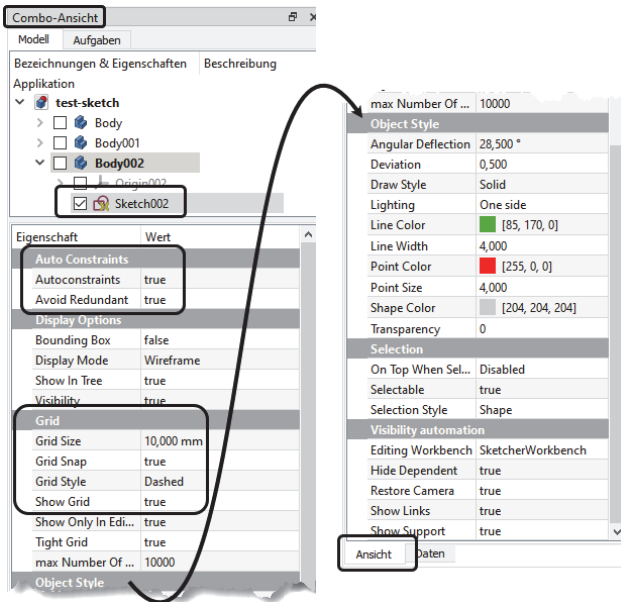 Combo-Ansicht
Modell Aufgaben
Bezeichnungen & Eigenschaften Beschreibung
Applikation
test-sketch
Body
Body001
Body002
Origin002
Sketch002
Eigenschaft Wert
Auto Constraints
Autoconstraints true
Avoid Redundant true
Display Options
Bounding Box false
Display Mode Wireframe
Show In Tree true
Visibility true
Grid
Grid Size 10,000 mm
Grid Snap true
Grid Style Dashed
Show Grid true
Show Only In Edi... true
Tight Grid true
max Number Of ... 10000
Object Style
max Number Of ... 10000
Object Style
Angular Deflection 28,500 °
Deviation 0,500
Draw Style Solid
Lighting One side
Line Color [85, 170, 0]
Line Width 4,000
Point Color [255, 0, 0]
Point Size 4,000
Shape Color [204, 204, 204]
Transparency 0
Selection
On Top When Sel... Disabled
Selectable true
Selection Style Shape
Visibility automation
Editing Workbench SketcherWorkbench
Hide Dependent true
Restore Camera true
Show Links true
Show Support true
Ansicht Daten